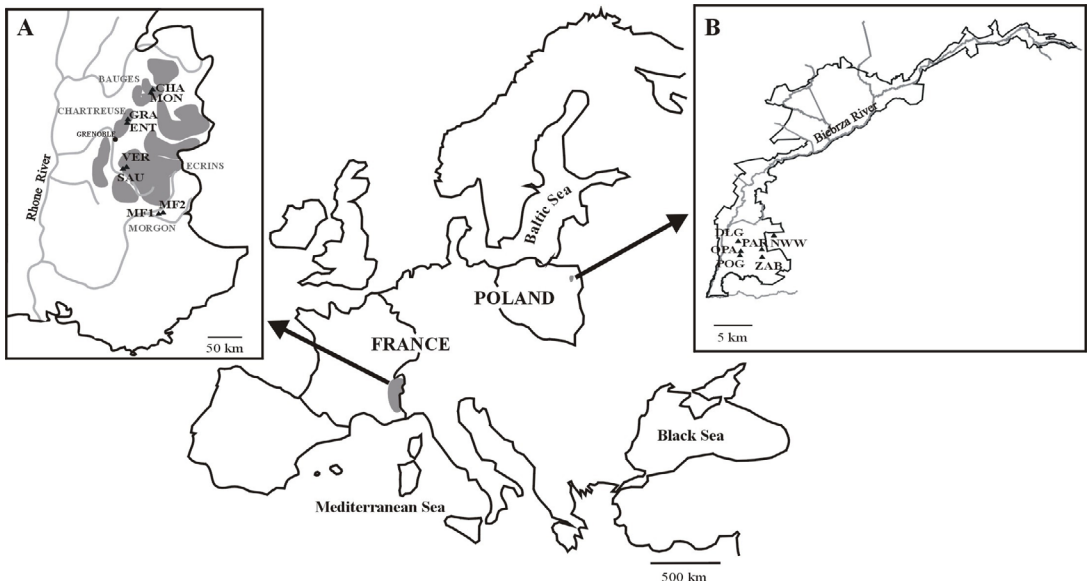 A
BAUGES
CHA
MON
CHARTREUSE
GRA
ENT
GRENOBLE
VER
ECRINS
SAU
Rhone River
MF2
MF1
MORGON
50 km
B
Biebrza River
DLG
OPA
PAR
NWW
POG
ZAB
5 km
Baltic Sea
POLAND
FRANCE
Black Sea
Mediterranean Sea
500 km